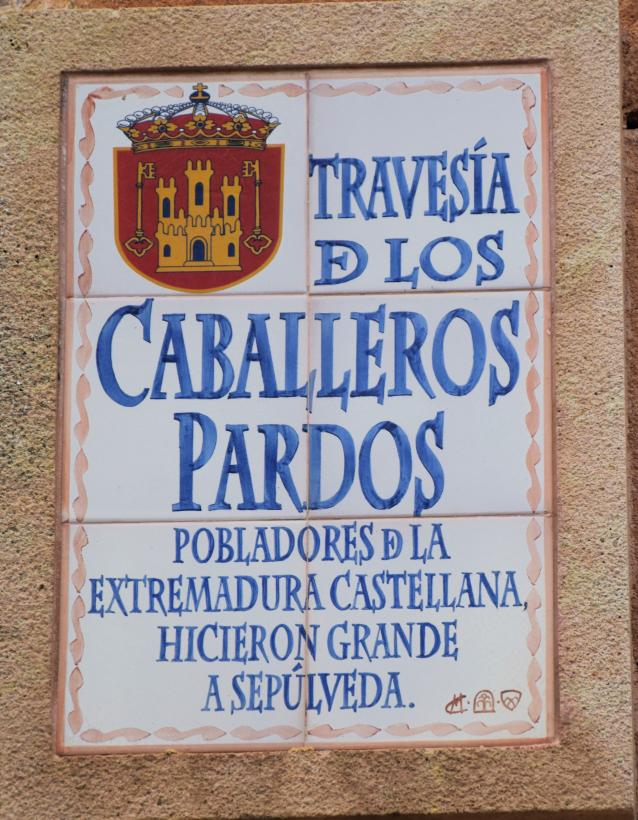 TRAVESÍA
Đ LOS
CABALLEROS
PARDOS
POBLADORES Đ LA
EXTREMADURA CASTELLANA,
HICIERON GRANDE
A SEPÚLVEDA.